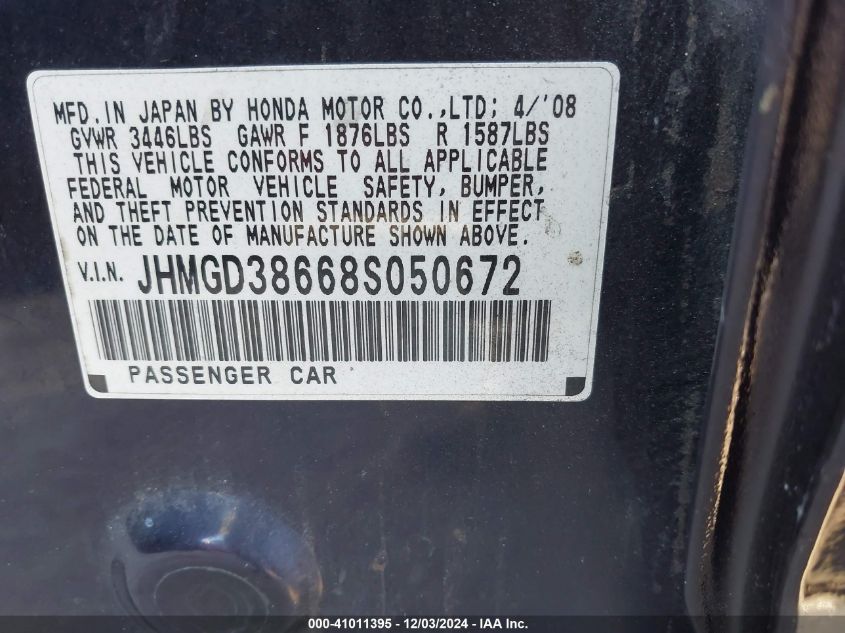 MFD.IN JAPAN BY HONDA MOTOR CO.,LTD; 4/'08
GVWR 3446LBS GAWR F 1876LBS R 1587LBS
THIS VEHICLE CONFORMS TO ALL APPLICABLE
FEDERAL MOTOR VEHICLE SAFETY, BUMPER,
AND THEFT PREVENTION STANDARDS IN EFFECT
ON THE DATE OF MANUFACTURE SHOWN ABOVE.
V.I.N. JHMGD38668S050672
PASSENGER CAR
000-41011395 - 12/03/2024 - IAA Inc.